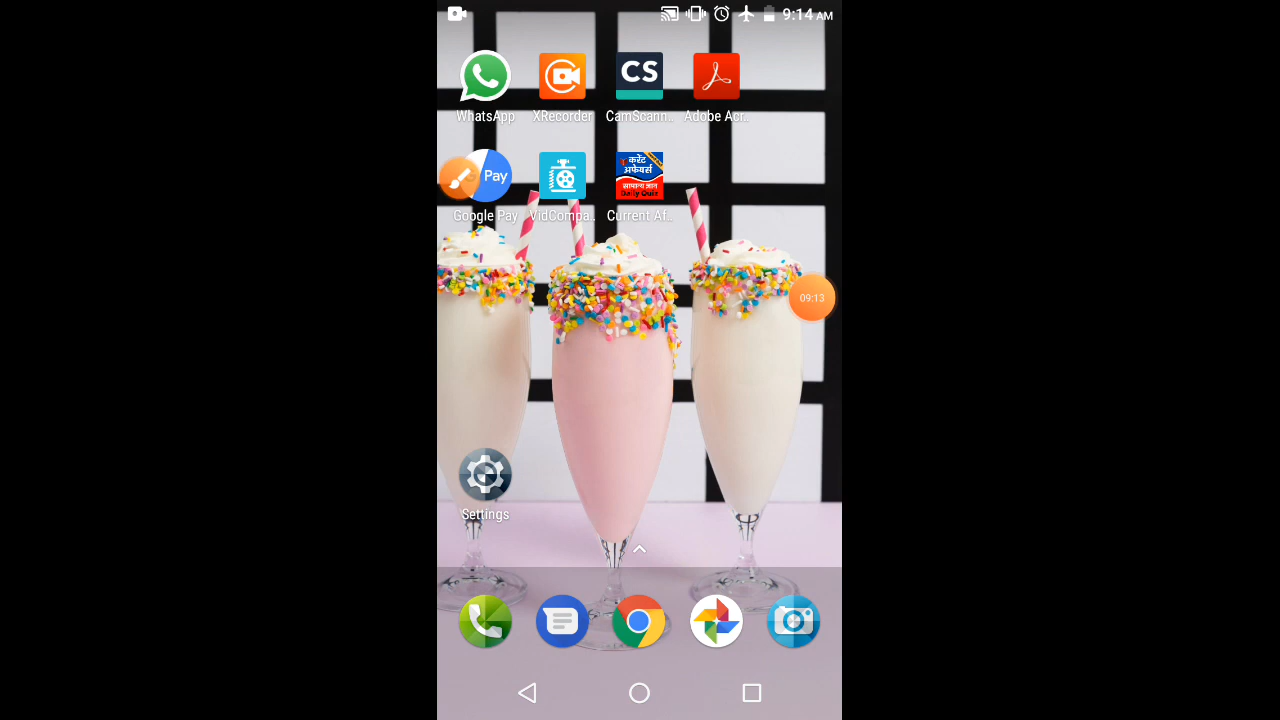 9:14 AM
CS
WhatsApp XRecorder CamScann.. Adobe Acr..
करेंट
अफेयर्स
सामान्य ज्ञान
Daily Quiz
Pay
Google Pay VidCompa.. Current Af..
09:13
Settings